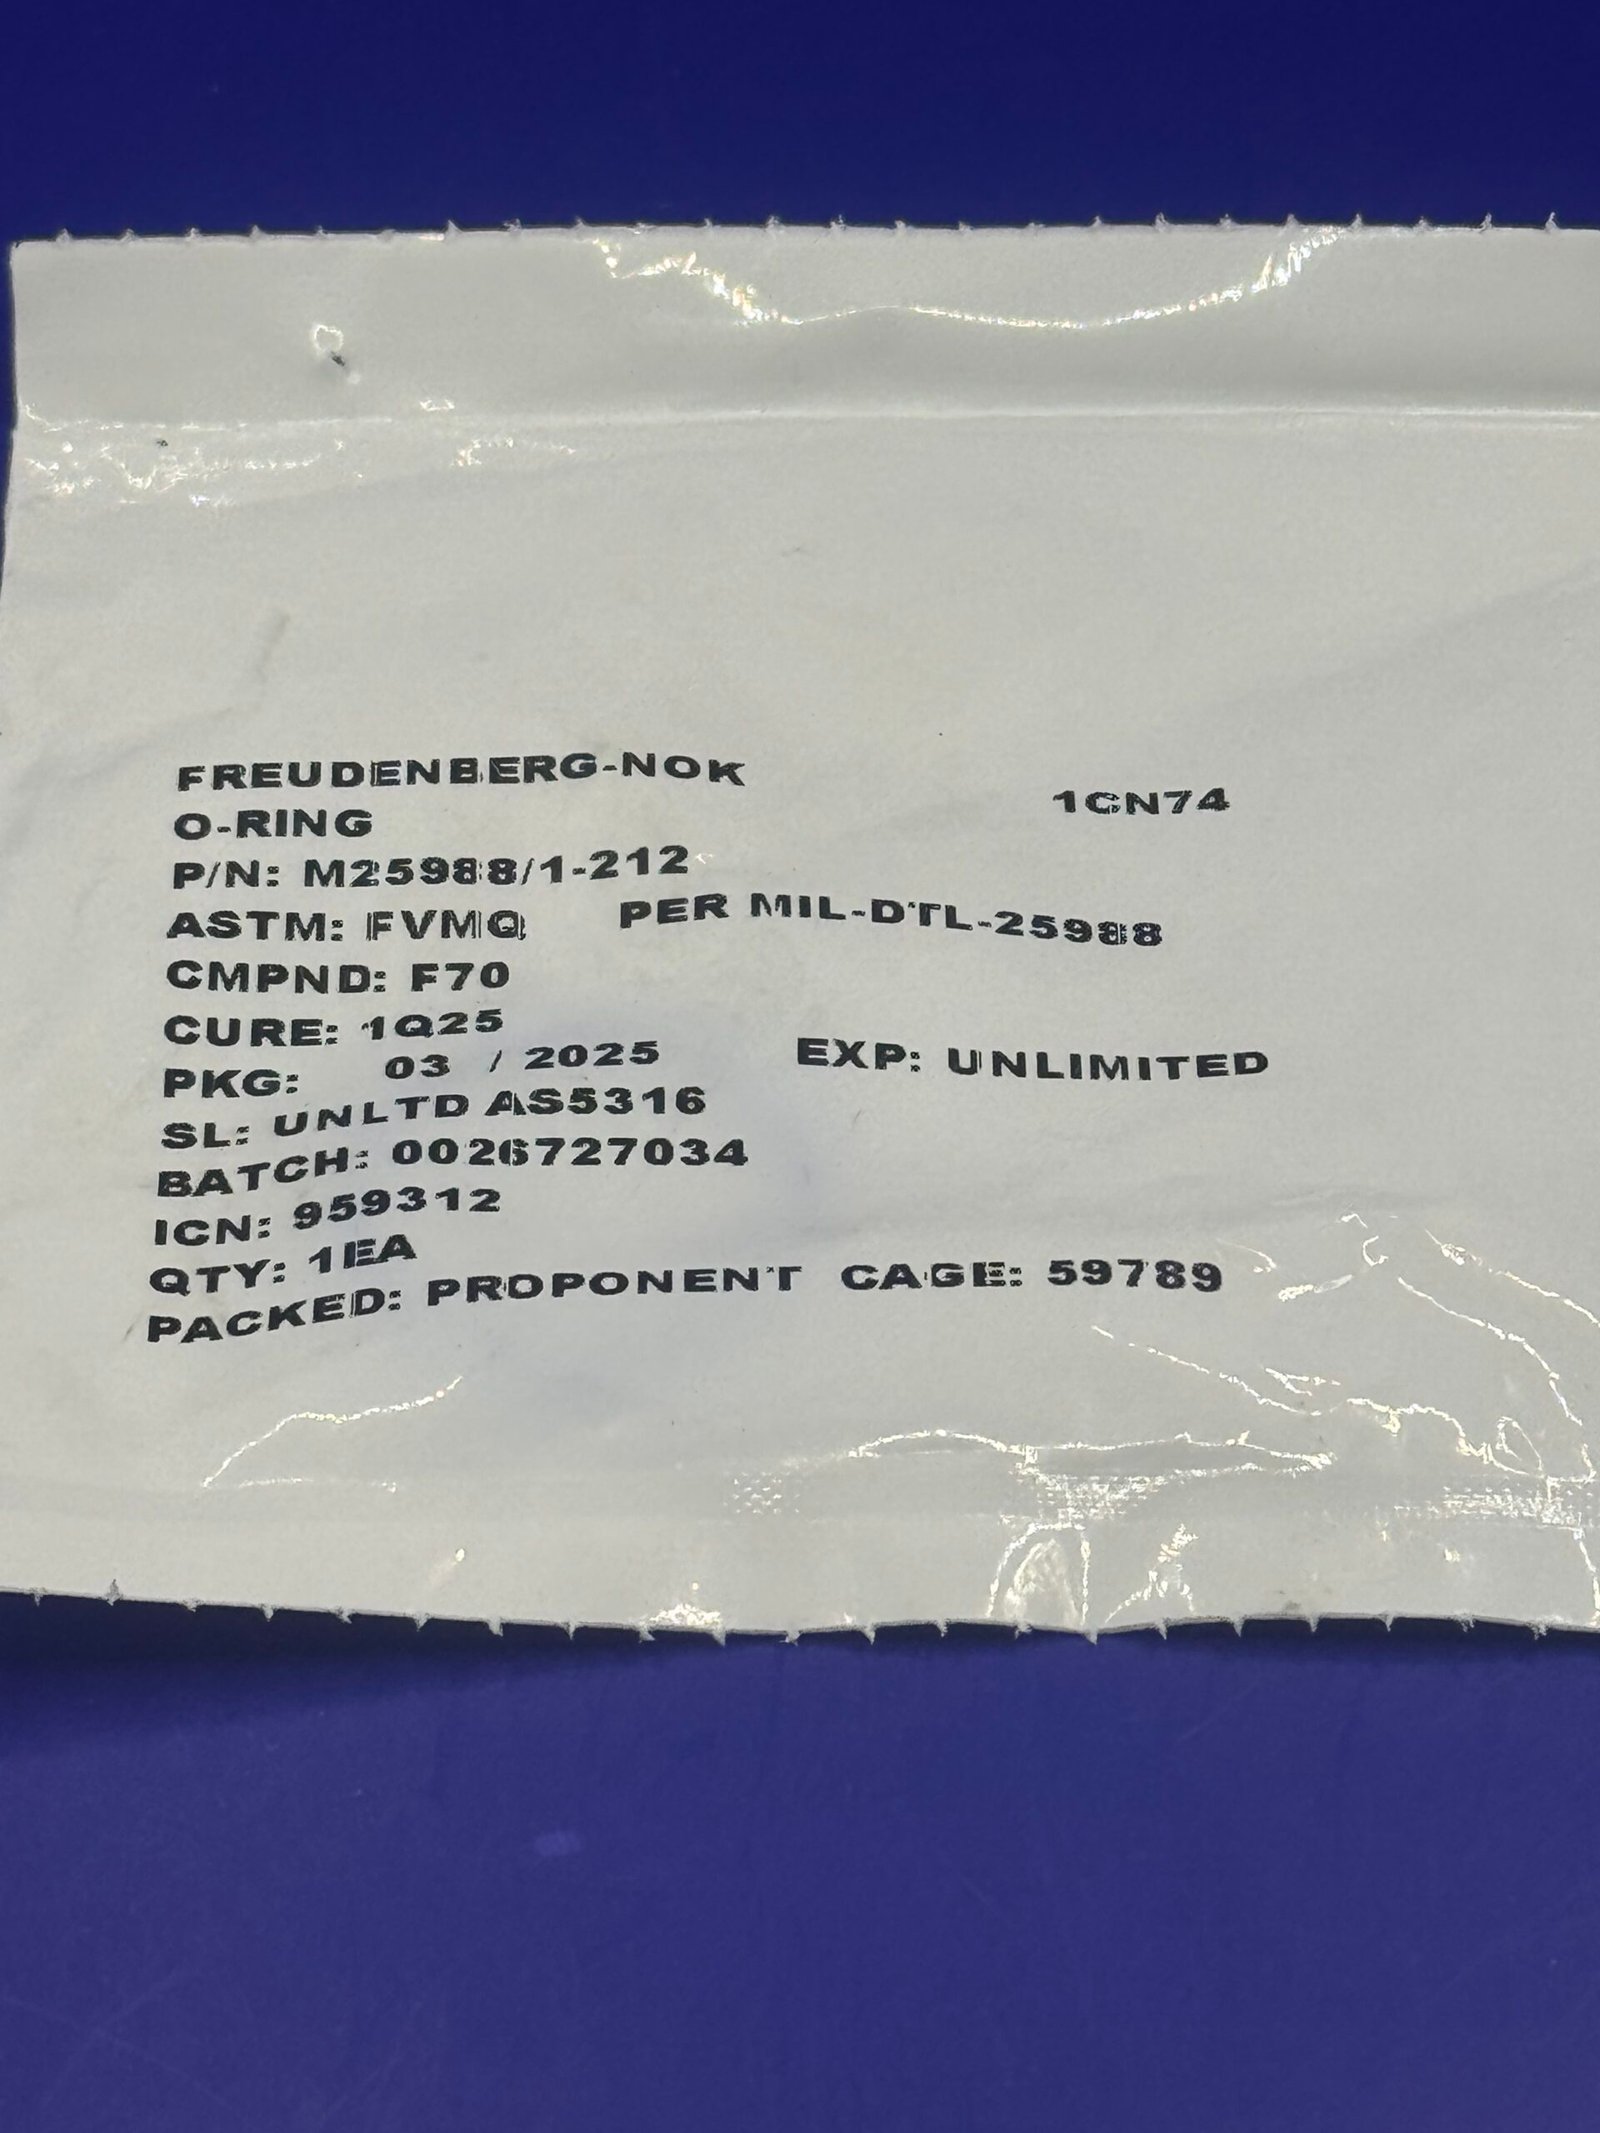 FREUDENBERG-NOK 1CN74
O-RING
P/N: M25988/1-212
ASTM: FVMQ PER MIL-DTL-25988
CMPND: F70
CURE: 1Q25
PKG: 03 / 2025 EXP: UNLIMITED
SL: UNLTD AS5316
BATCH: 0026727034
ICN: 959312
QTY: 1EA
PACKED: PROPONENT CAGE: 59789